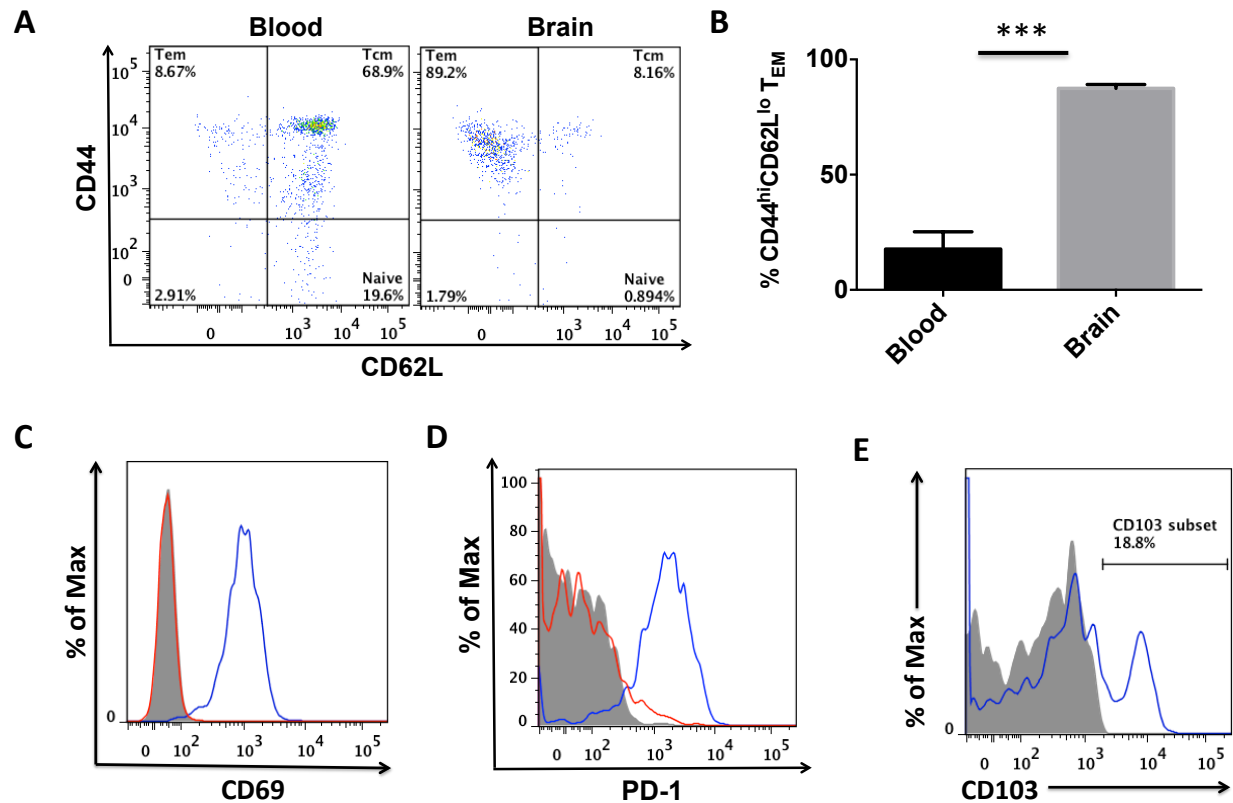 A
Blood
Brain
Tem
8.67%
Tcm
68.9%
2.91%
Naive
19.6%
Tem
89.2%
Tcm
8.16%
1.79%
Naive
0.894%
10⁵
10⁴
10³
10²
0
CD44
0 10³ 10⁴ 10⁵
0 10³ 10⁴ 10⁵
CD62L
B
***
100
50
0
% CD44ʰⁱCD62Lˡᵒ T_EM
Blood
Brain
C
% of Max
0
0 10² 10³ 10⁴ 10⁵
CD69
D
% of Max
100
80
60
40
20
0
0 10² 10³ 10⁴ 10⁵
PD-1
E
% of Max
CD103 subset
18.8%
0
0 10² 10³ 10⁴ 10⁵
CD103